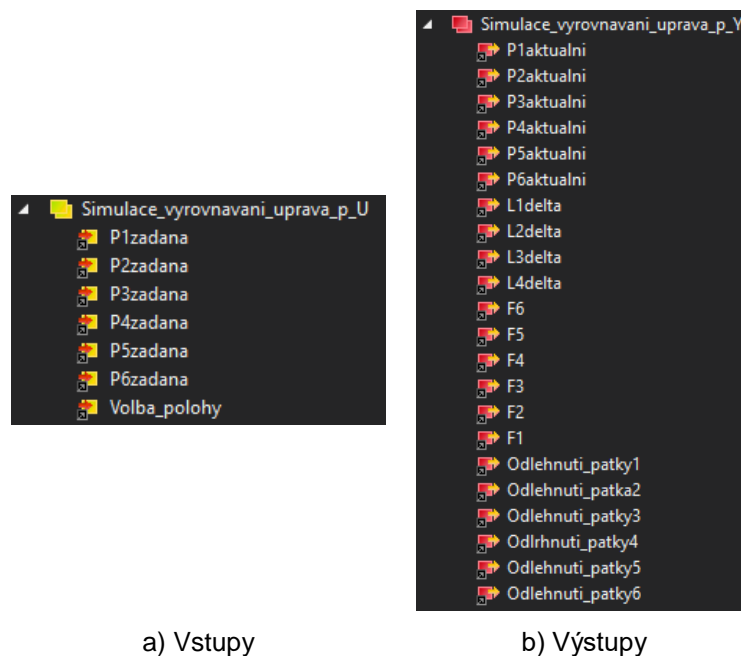 Simulace_vyrovnavani_uprava_p_U
P1zadana
P2zadana
P3zadana
P4zadana
P5zadana
P6zadana
Volba_polohy
a) Vstupy
Simulace_vyrovnavani_uprava_p_Y
P1aktualni
P2aktualni
P3aktualni
P4aktualni
P5aktualni
P6aktualni
L1delta
L2delta
L3delta
L4delta
F6
F5
F4
F3
F2
F1
Odlehnuti_patky1
Odlehnuti_patka2
Odlehnuti_patky3
Odlrhnuti_patky4
Odlehnuti_patky5
Odlehnuti_patky6
b) Výstupy